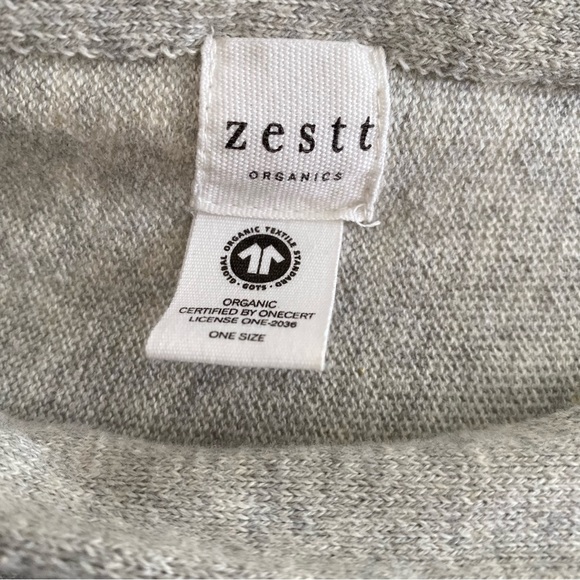 zestt
ORGANICS
GLOBAL ORGANIC TEXTILE STANDARD · GOTS ·
ORGANIC
CERTIFIED BY ONECERT
LICENSE ONE-2036
ONE SIZE